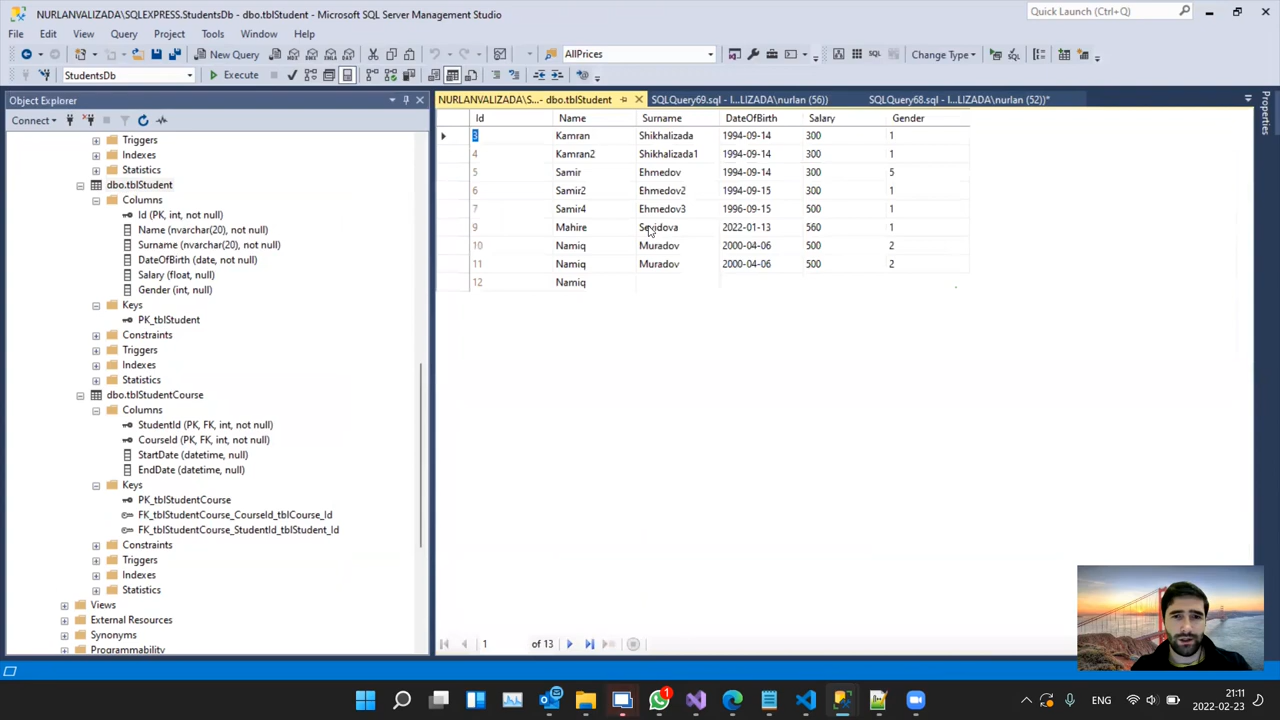 NURLANVALIZADA\SQLEXPRESS.StudentsDb - dbo.tblStudent - Microsoft SQL Server Management Studio
Quick Launch (Ctrl+Q)
File Edit View Query Project Tools Window Help
New Query AllPrices Change Type
StudentsDb Execute
Object Explorer
Connect
Triggers
Indexes
Statistics
dbo.tblStudent
Columns
Id (PK, int, not null)
Name (nvarchar(20), not null)
Surname (nvarchar(20), not null)
DateOfBirth (date, not null)
Salary (float, null)
Gender (int, null)
Keys
PK_tblStudent
Constraints
Triggers
Indexes
Statistics
dbo.tblStudentCourse
Columns
StudentId (PK, FK, int, not null)
CourseId (PK, FK, int, not null)
StartDate (datetime, null)
EndDate (datetime, null)
Keys
PK_tblStudentCourse
FK_tblStudentCourse_CourseId_tblCourse_Id
FK_tblStudentCourse_StudentId_tblStudent_Id
Constraints
Triggers
Indexes
Statistics
Views
External Resources
Synonyms
Programmability
NURLANVALIZADA\S...- dbo.tblStudent SQLQuery69.sql - I...LIZADA\nurlan (56)) SQLQuery68.sql - I...LIZADA\nurlan (52))*
Id Name Surname DateOfBirth Salary Gender
3 Kamran Shikhalizada 1994-09-14 300 1
4 Kamran2 Shikhalizada1 1994-09-14 300 1
5 Samir Ehmedov 1994-09-14 300 5
6 Samir2 Ehmedov2 1994-09-15 300 1
7 Samir4 Ehmedov3 1996-09-15 500 1
9 Mahire 2022-01-13 560 1
10 Namiq Muradov 2000-04-06 500 2
11 Namiq Muradov 2000-04-06 500 2
12 Namiq
1 of 13
Properties
1
ENG
21:11
2022-02-23